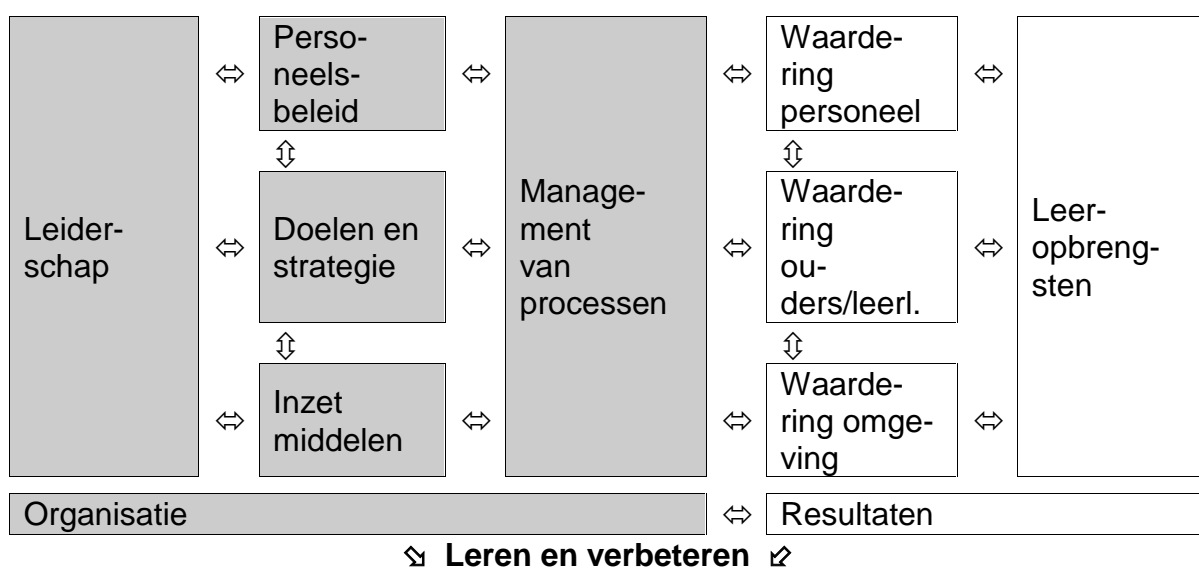 Leider-
schap
Perso-
neels-
beleid
Doelen en
strategie
Inzet
middelen
Manage-
ment
van
processen
Waarde-
ring
personeel
Waarde-
ring
ou-
ders/leerl.
Waarde-
ring omge-
ving
Leer-
opbreng-
sten
Organisatie
Resultaten
Leren en verbeteren